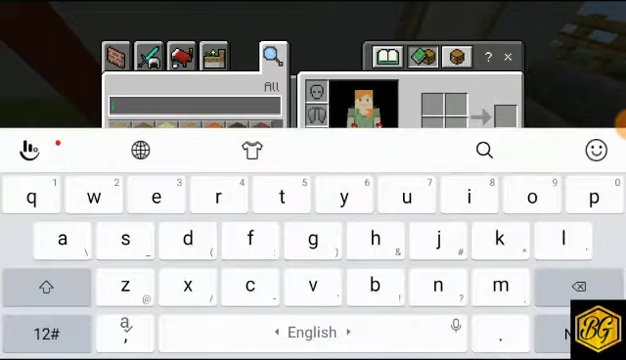 All
? ×
1 2 3 4 5 6 7 8 9 0
q w e r t y u i o p
a s d f g h j k l
\ _ ( : ) & # * '
z x c v b n m
@ / - ' ! ? ;
12# a , English .
BG